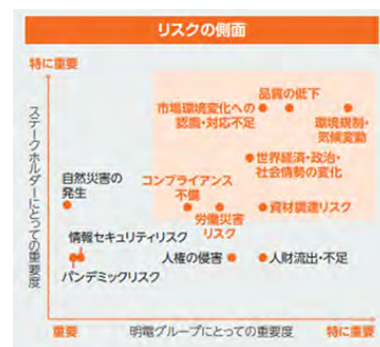 リスクの側面
特に重要
品質の低下
市場環境変化への
認識・対応不足
環境規制・
気候変動
世界経済・政治・
社会情勢の変化
自然災害の
発生
コンプライアンス
不備
労働災害
リスク
資材調達リスク
情報セキュリティリスク
人権の侵害
人財流出・不足
パンデミックリスク
ステークホルダーにとっての重要度
重要
明電グループにとっての重要度
特に重要